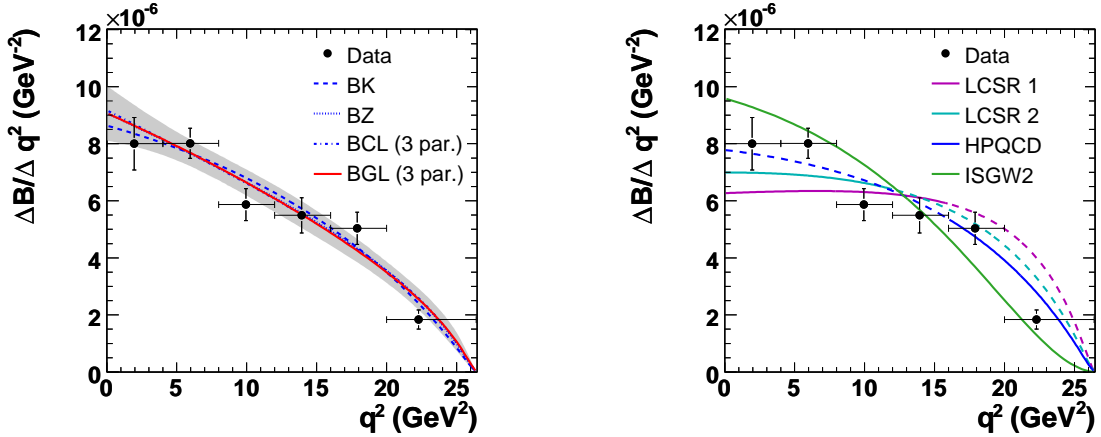 ×10⁻⁶
12
10
8
6
4
2
0
ΔB/Δ q² (GeV⁻²)
Data
BK
BZ
BCL (3 par.)
BGL (3 par.)
0 5 10 15 20 25
q² (GeV²)
×10⁻⁶
12
10
8
6
4
2
0
ΔB/Δ q² (GeV⁻²)
Data
LCSR 1
LCSR 2
HPQCD
ISGW2
0 5 10 15 20 25
q² (GeV²)